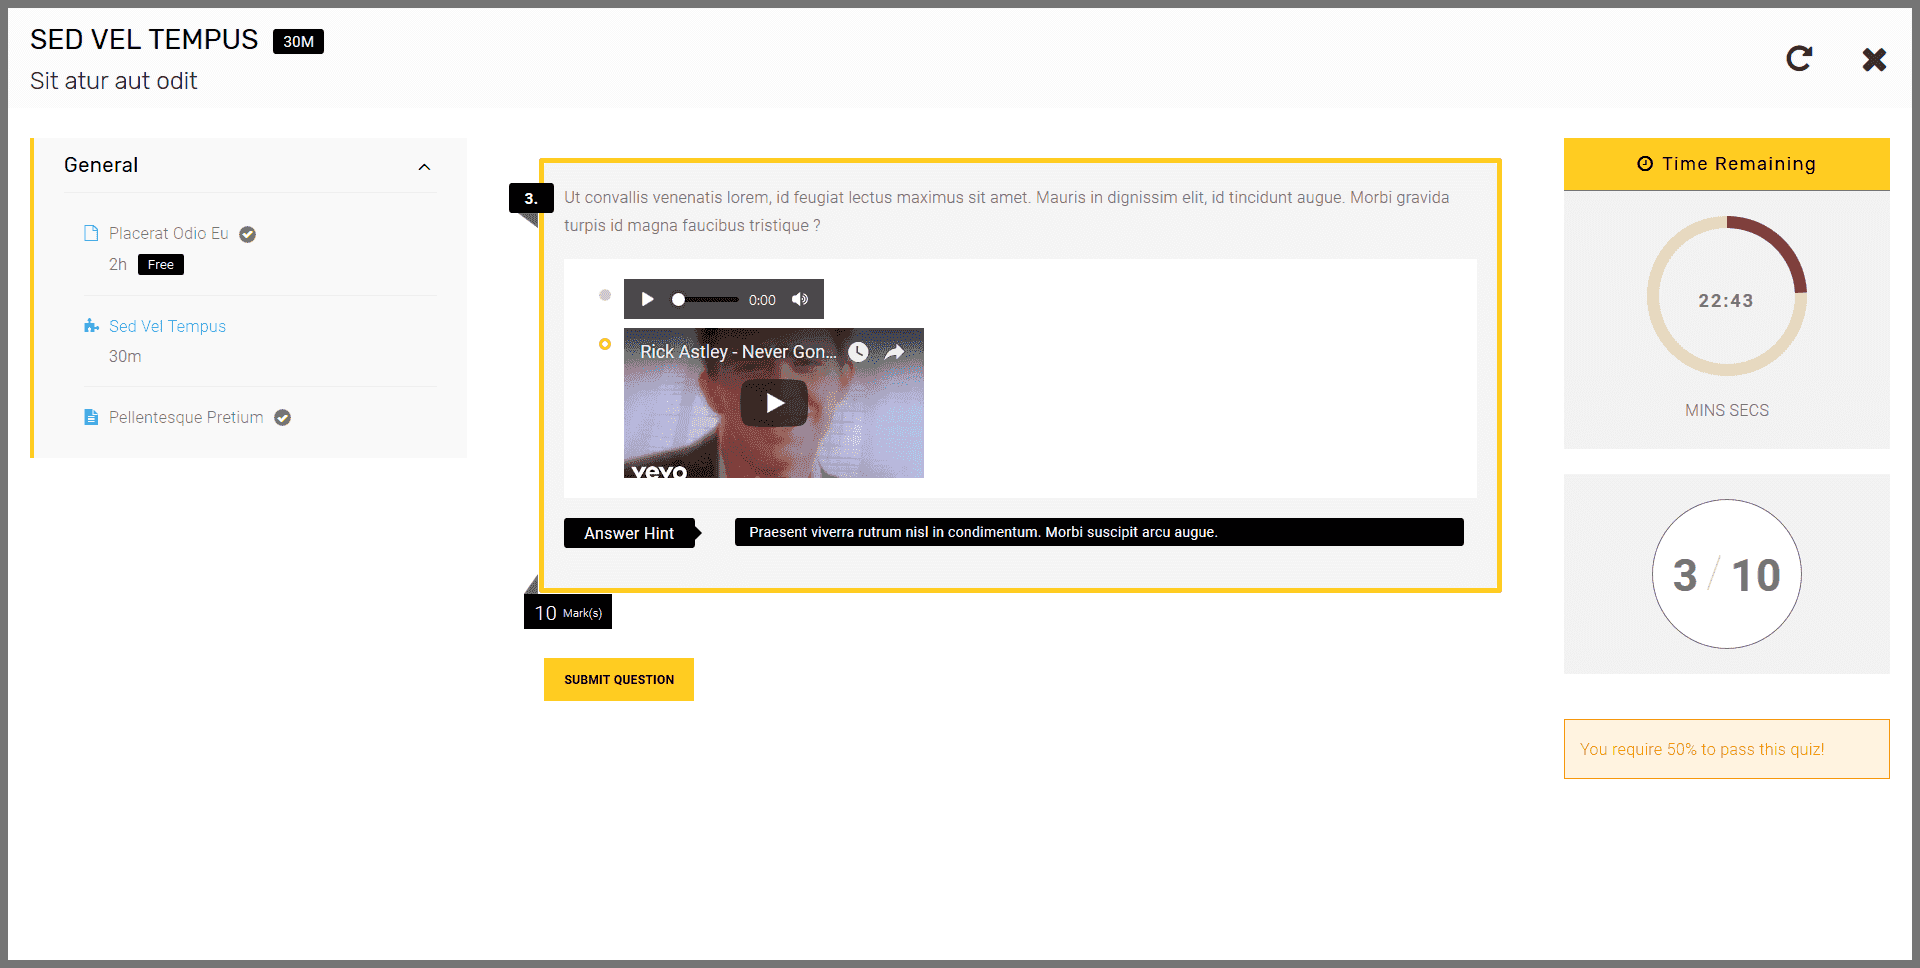 SED VEL TEMPUS 30M
Sit atur aut odit
General
Placerat Odio Eu
2h Free
Sed Vel Tempus
30m
Pellentesque Pretium
3.
Ut convallis venenatis lorem, id feugiat lectus maximus sit amet. Mauris in dignissim elit, id tincidunt augue. Morbi gravida
turpis id magna faucibus tristique ?
0:00
Rick Astley - Never Gon...
vevo
Answer Hint
Praesent viverra rutrum nisl in condimentum. Morbi suscipit arcu augue.
10 Mark(s)
SUBMIT QUESTION
Time Remaining
22:43
MINS SECS
3 / 10
You require 50% to pass this quiz!